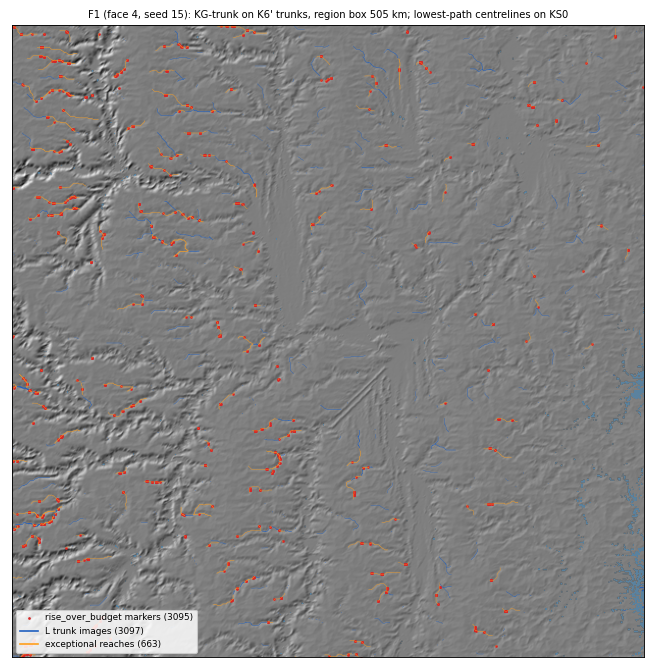 F1 (face 4, seed 15): KG-trunk on K6' trunks, region box 505 km; lowest-path centrelines on KS0
rise_over_budget markers (3095)
L trunk images (3097)
exceptional reaches (663)